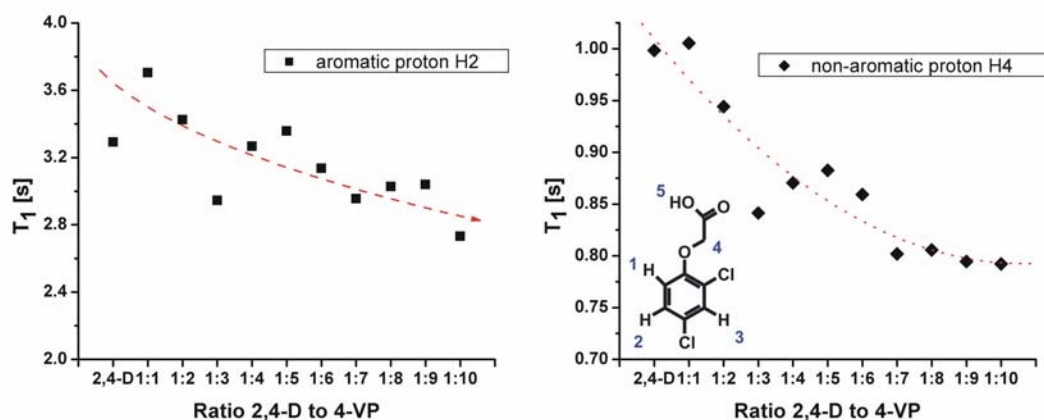 4.0
3.6
3.2
2.8
2.4
2.0
T1 [s]
aromatic proton H2
2,4-D 1:1 1:2 1:3 1:4 1:5 1:6 1:7 1:8 1:9 1:10
Ratio 2,4-D to 4-VP
1.00
0.95
0.90
0.85
0.80
0.75
0.70
T1 [s]
non-aromatic proton H4
5
HO
O
4
O
1 H
Cl
H
H
2
Cl
3
2,4-D 1:1 1:2 1:3 1:4 1:5 1:6 1:7 1:8 1:9 1:10
Ratio 2,4-D to 4-VP